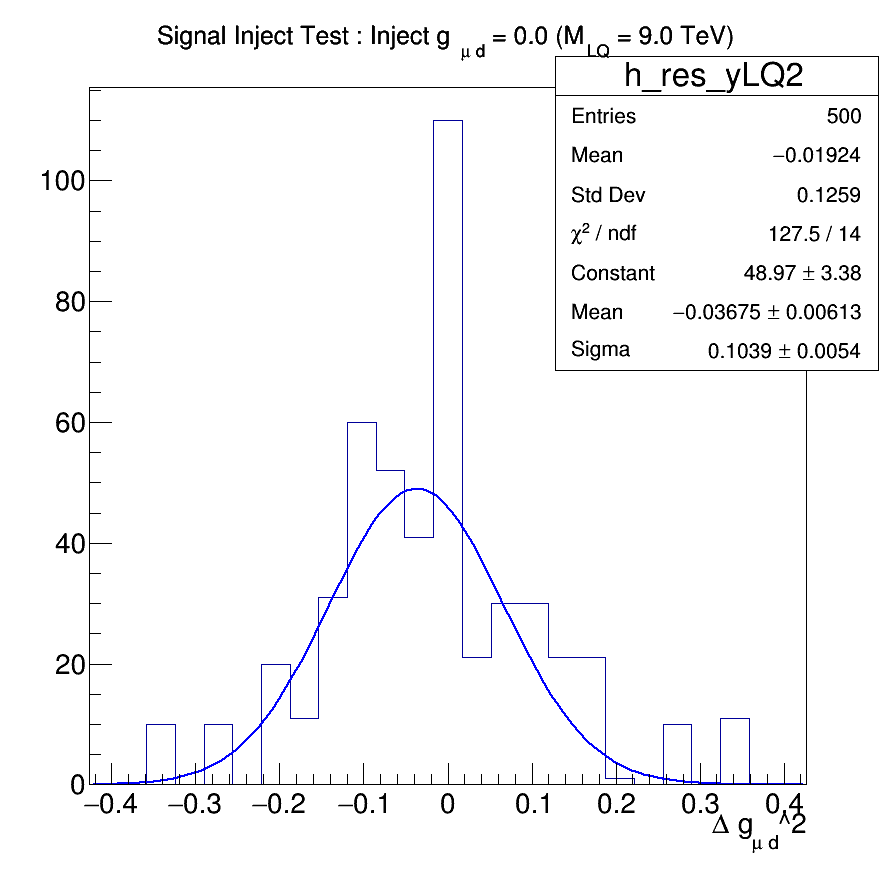 Signal Inject Test : Inject g μ d = 0.0 (M LQ = 9.0 TeV)
h_res_yLQ2
Entries 500
Mean −0.01924
Std Dev 0.1259
χ² / ndf 127.5 / 14
Constant 48.97 ± 3.38
Mean −0.03675 ± 0.00613
Sigma 0.1039 ± 0.0054
100
80
60
40
20
0
−0.4 −0.3 −0.2 −0.1 0 0.1 0.2 0.3 0.4
Δ g μ d ^2